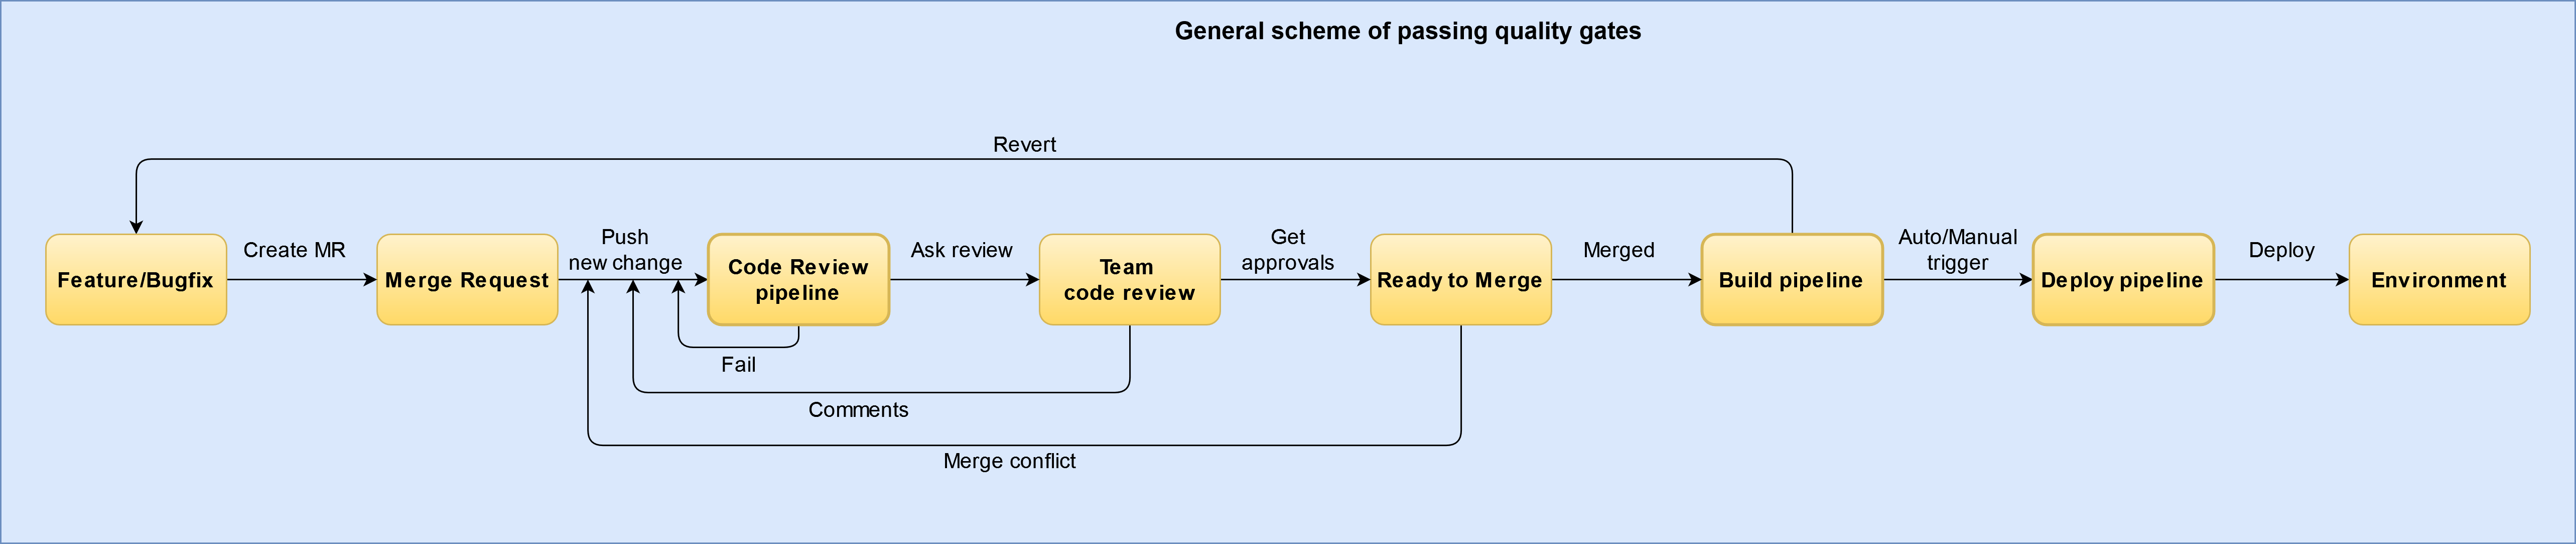 General scheme of passing quality gates
Revert
Feature/Bugfix
Create MR
Merge Request
Push
new change
Code Review
pipeline
Ask review
Team
code review
Get
approvals
Ready to Merge
Merged
Build pipeline
Auto/Manual
trigger
Deploy pipeline
Deploy
Environment
Fail
Comments
Merge conflict